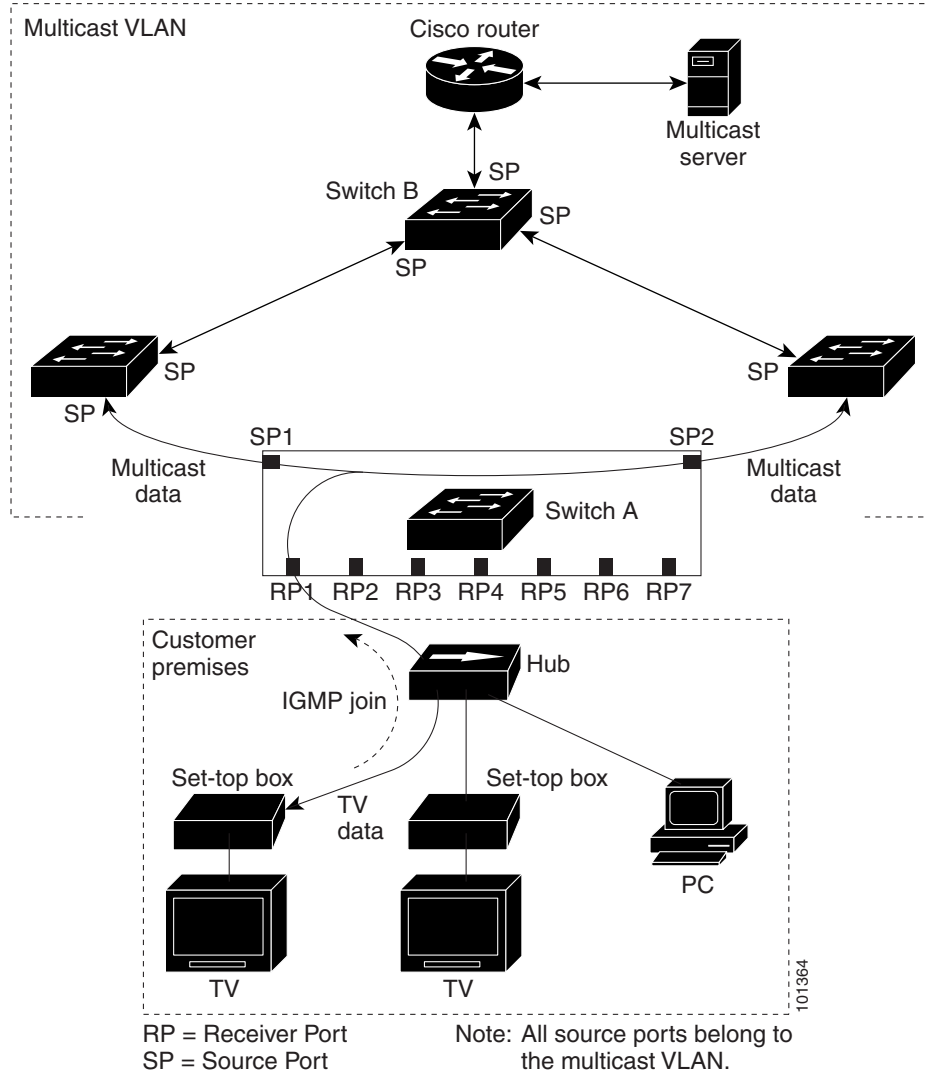 Multicast VLAN
Cisco router
Multicast
server
SP
Switch B
SP
SP
SP
SP
SP
SP1
SP2
Multicast
data
Multicast
data
Switch A
RP1 RP2 RP3 RP4 RP5 RP6 RP7
Customer
premises
Hub
IGMP join
Set-top box
Set-top box
TV
data
PC
TV
TV
101364
RP = Receiver Port
SP = Source Port
Note: All source ports belong to
the multicast VLAN.